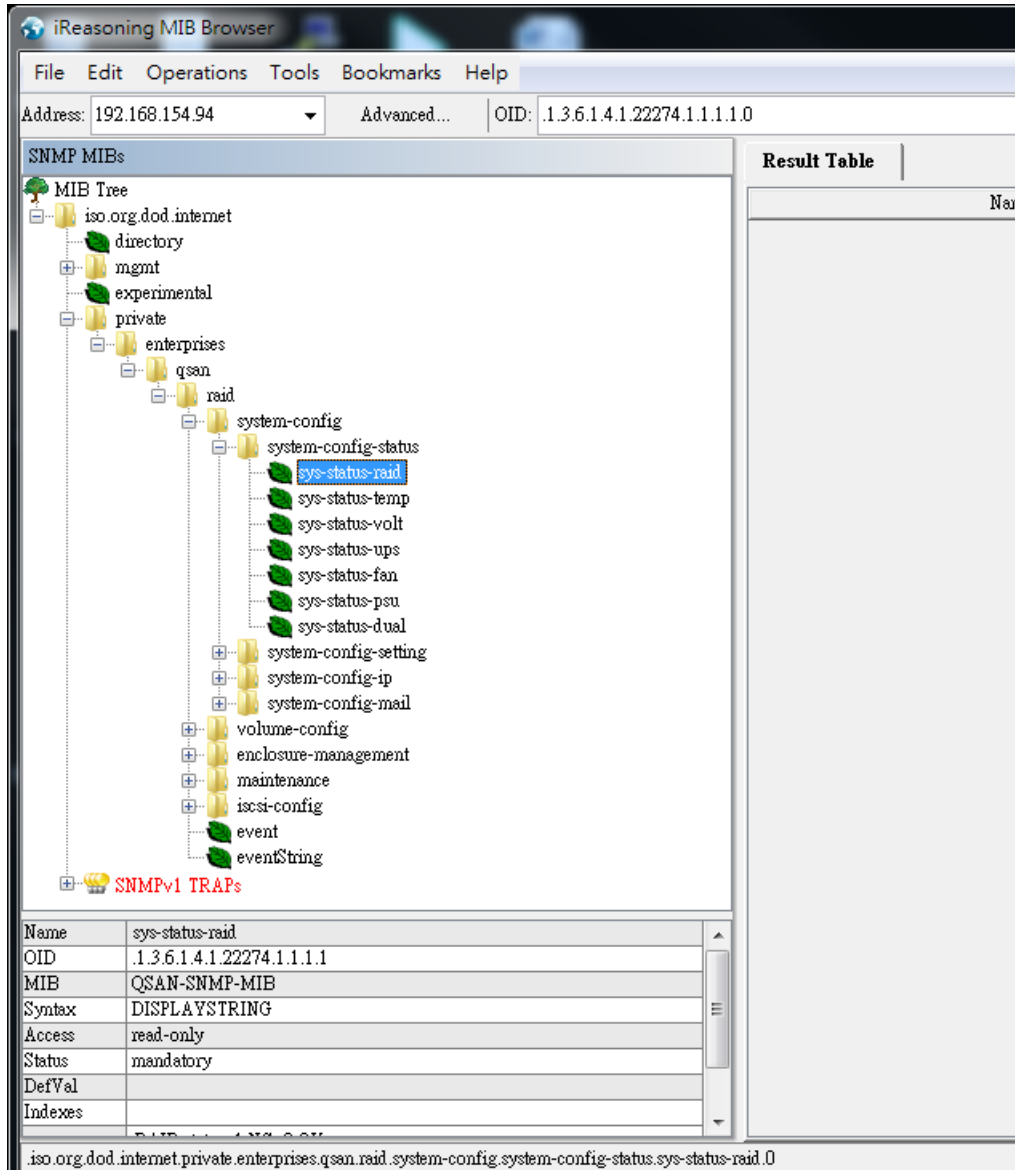 iReasoning MIB Browser
File Edit Operations Tools Bookmarks Help
Address: 192.168.154.94 Advanced... OID: .1.3.6.1.4.1.22274.1.1.1.1.0
SNMP MIBs
Result Table
MIB Tree
iso.org.dod.internet
directory
mgmt
experimental
private
enterprises
qsan
raid
system-config
system-config-status
sys-status-raid
sys-status-temp
sys-status-volt
sys-status-ups
sys-status-fan
sys-status-psu
sys-status-dual
system-config-setting
system-config-ip
system-config-mail
volume-config
enclosure-management
maintenance
iscsi-config
event
eventString
SNMPv1 TRAPs
Name sys-status-raid
OID .1.3.6.1.4.1.22274.1.1.1.1
MIB QSAN-SNMP-MIB
Syntax DISPLAYSTRING
Access read-only
Status mandatory
DefVal
Indexes
.iso.org.dod.internet.private.enterprises.qsan.raid.system-config.system-config-status.sys-status-raid.0